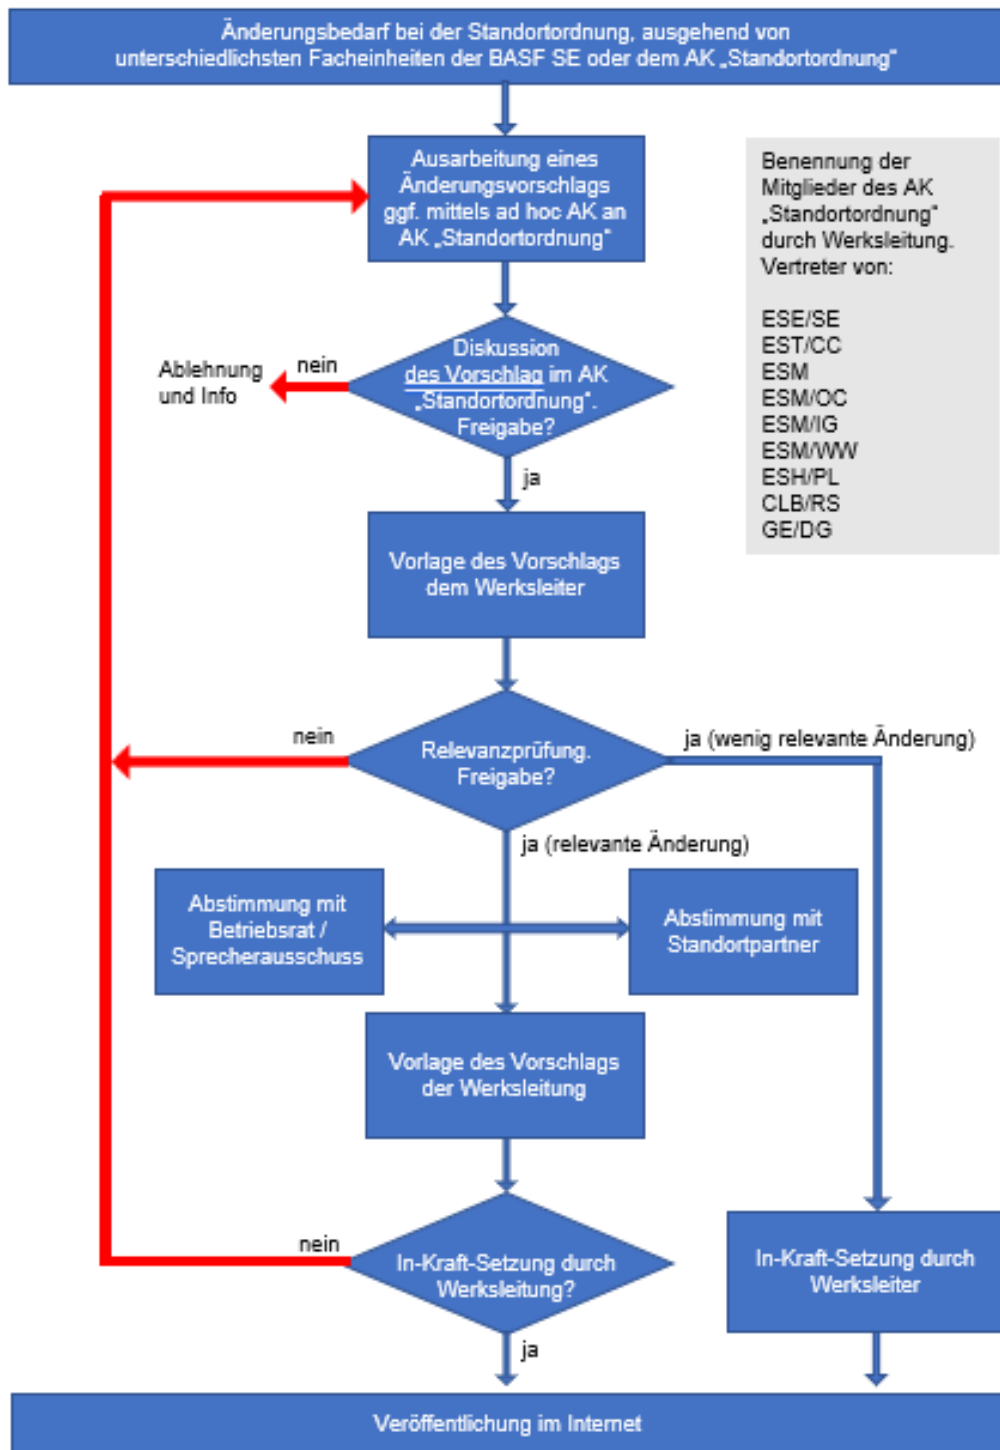 Änderungsbedarf bei der Standortordnung, ausgehend von
unterschiedlichsten Facheinheiten der BASF SE oder dem AK „Standortordnung“
Ausarbeitung eines
Änderungsvorschlags
ggf. mittels ad hoc AK an
AK „Standortordnung“
Benennung der
Mitglieder des AK
„Standortordnung“
durch Werksleitung.
Vertreter von:
ESE/SE
EST/CC
ESM
ESM/OC
ESM/IG
ESM/WW
ESH/PL
CLB/RS
GE/DG
Diskussion
des Vorschlag im AK
„Standortordnung“.
Freigabe?
nein
Ablehnung
und Info
ja
Vorlage des Vorschlags
dem Werksleiter
nein
Relevanzprüfung.
Freigabe?
ja (wenig relevante Änderung)
ja (relevante Änderung)
Abstimmung mit
Betriebsrat /
Sprecherausschuss
Abstimmung mit
Standortpartner
Vorlage des Vorschlags
der Werksleitung
nein
In-Kraft-Setzung durch
Werksleitung?
In-Kraft-Setzung durch
Werksleiter
ja
Veröffentlichung im Internet